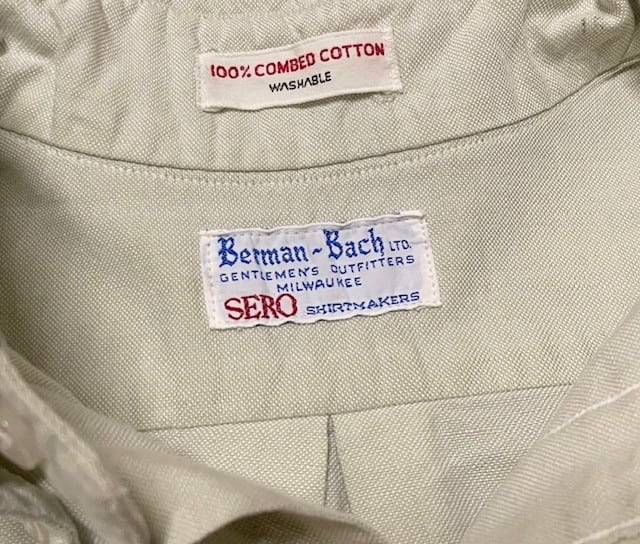 100% COMBED COTTON
WASHABLE
Berman~Bach LTD.
GENTLEMEN'S OUTFITTERS
MILWAUKEE
SERO SHIRTMAKERS